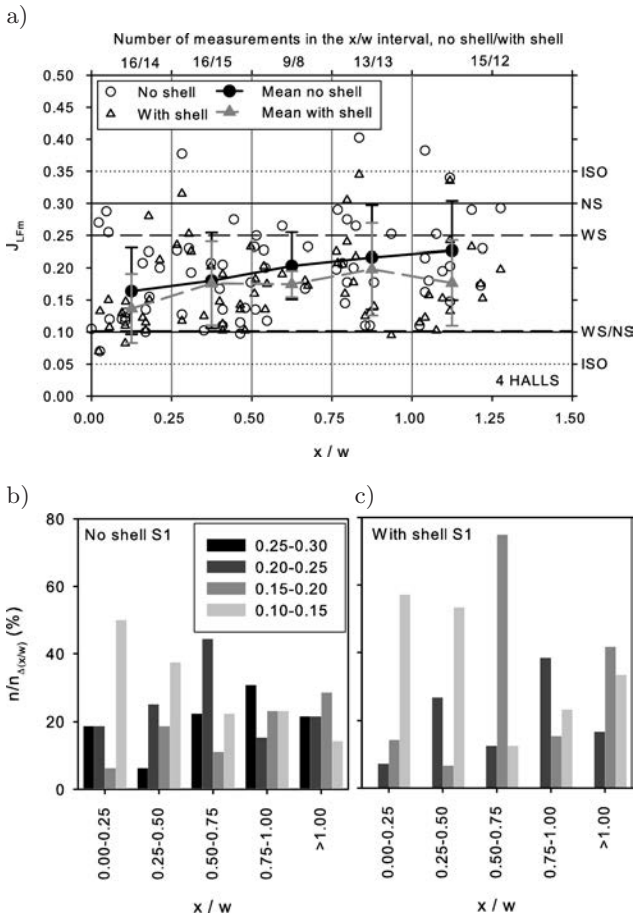 a)
Number of measurements in the x/w interval, no shell/with shell
16/14 16/15 9/8 13/13 15/12
0.50
0.45
0.40
0.35
0.30
0.25
0.20
0.15
0.10
0.05
0.00
J_LFm
No shell Mean no shell
With shell Mean with shell
ISO
NS
WS
WS/NS
ISO
4 HALLS
0.00 0.25 0.50 0.75 1.00 1.25 1.50
x / w
b)
No shell S1
0.25-0.30
0.20-0.25
0.15-0.20
0.10-0.15
80
60
40
20
0
n/n_Δ(x/w) (%)
0.00-0.25
0.25-0.50
0.50-0.75
0.75-1.00
>1.00
x / w
c)
With shell S1
0.00-0.25
0.25-0.50
0.50-0.75
0.75-1.00
>1.00
x / w